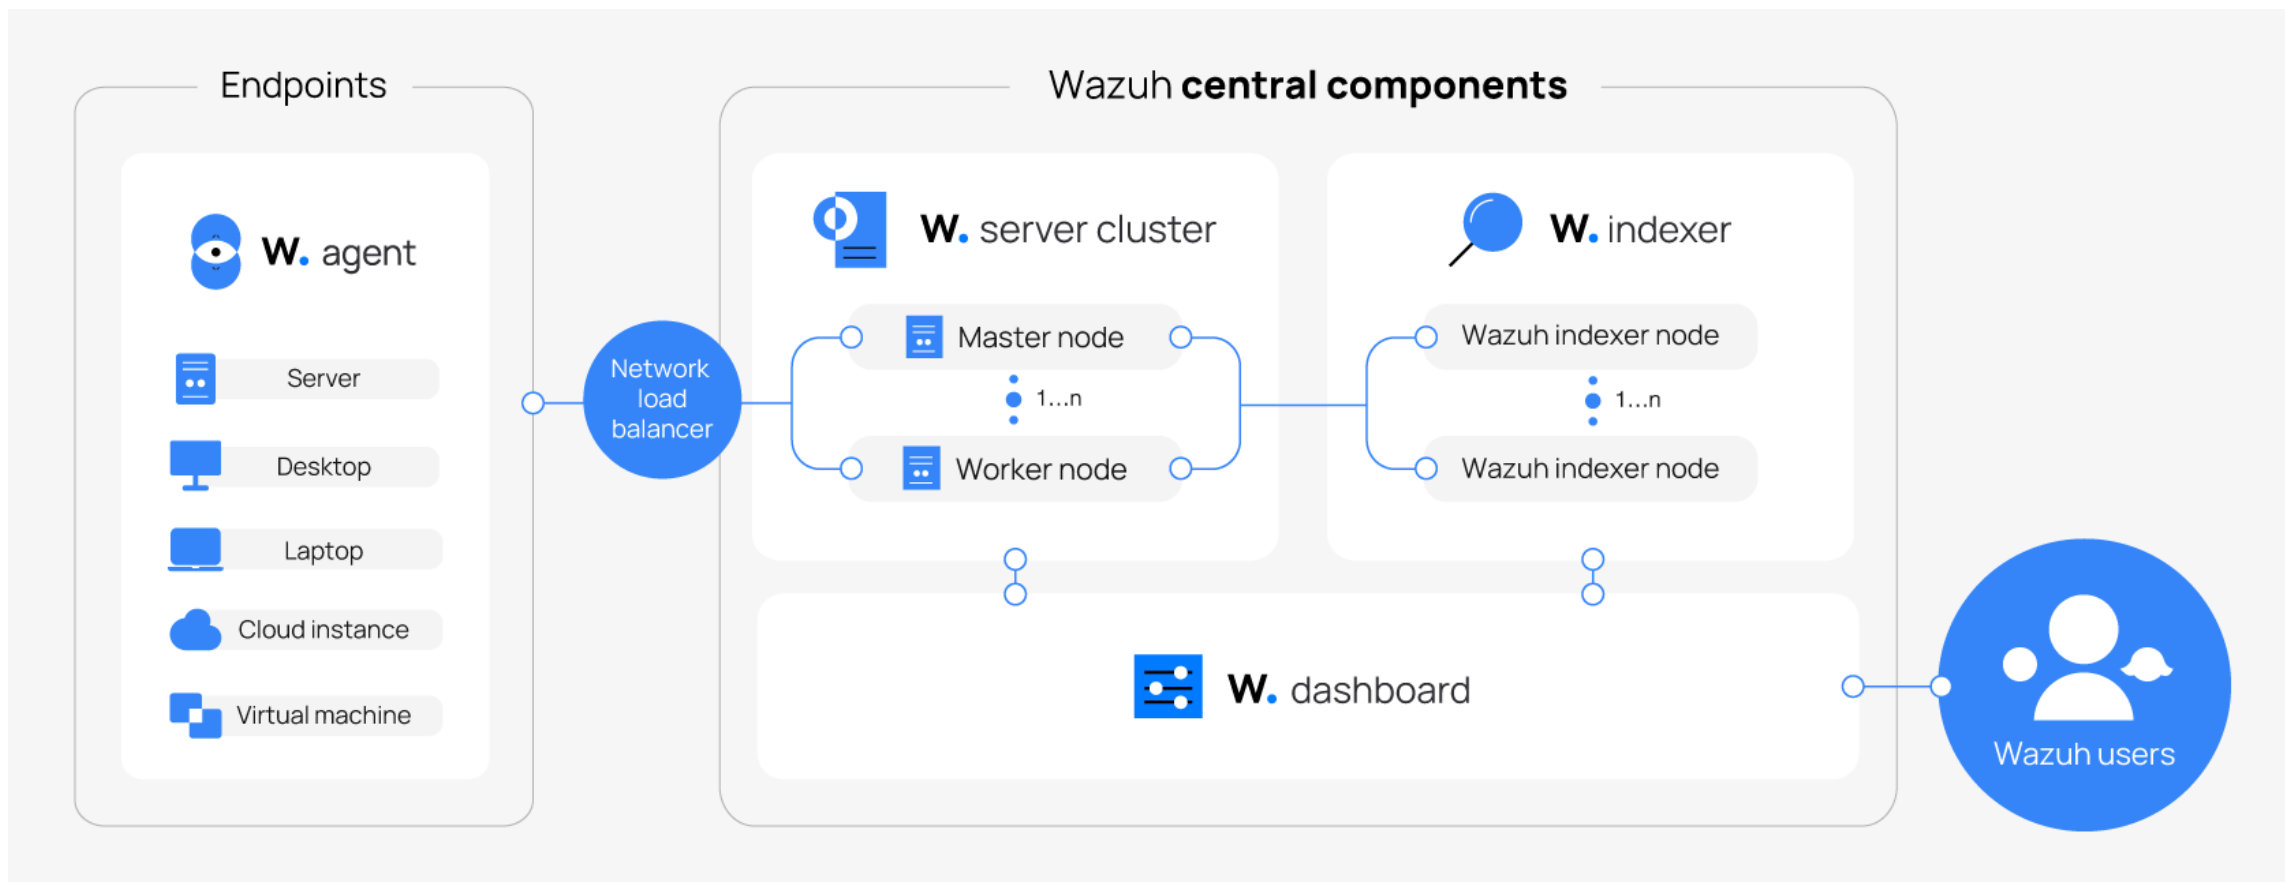 Endpoints
W. agent
Server
Desktop
Laptop
Cloud instance
Virtual machine
Network
load
balancer
Wazuh central components
W. server cluster
Master node
1...n
Worker node
W. indexer
Wazuh indexer node
1...n
Wazuh indexer node
W. dashboard
Wazuh users